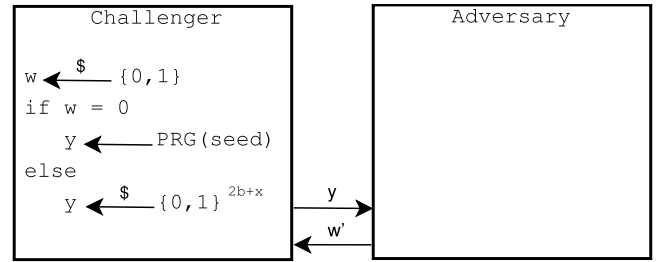 Challenger
w $ {0,1}
if w = 0
y PRG(seed)
else
y $ {0,1} 2b+x
Adversary
y
w'